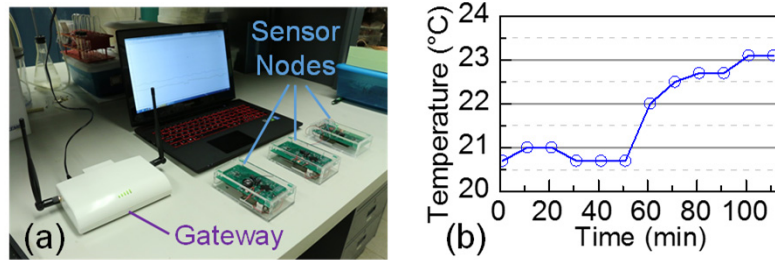 Sensor
Nodes
Gateway
(a)
Temperature (°C)
24
23
22
21
20
0 20 40 60 80 100
Time (min)
(b)